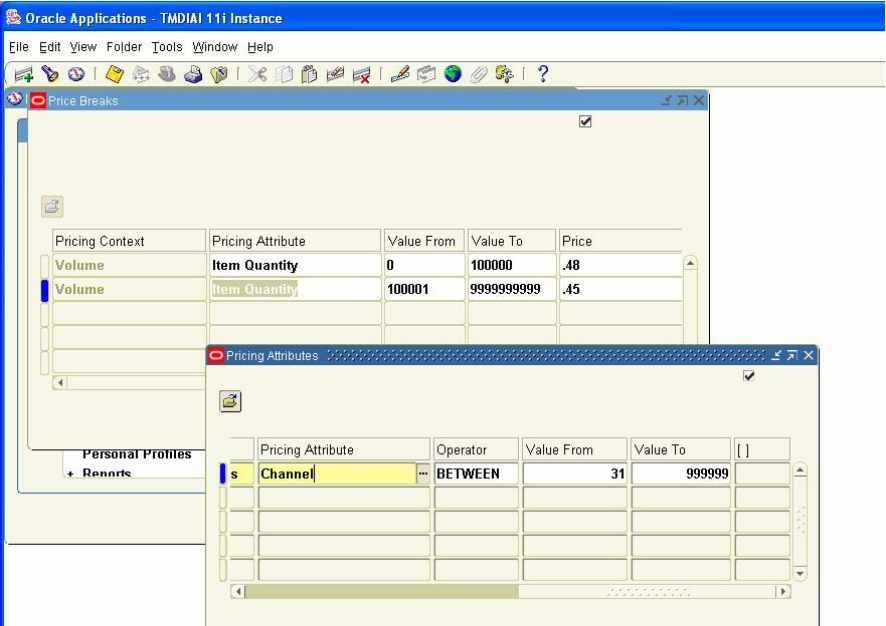 Oracle Applications - TMDIAI 11i Instance
File Edit View Folder Tools Window Help
Price Breaks
Pricing Context Pricing Attribute Value From Value To Price
Volume Item Quantity 0 100000 .48
Volume Item Quantity 100001 9999999999 .45
Pricing Attributes
Personal Profiles
+ Reports
Pricing Attribute Operator Value From Value To [ ]
s Channel BETWEEN 31 999999